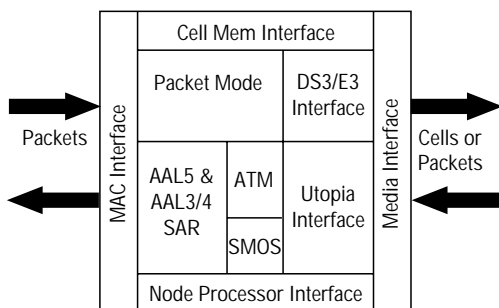 Cell Mem Interface
Packet Mode
DS3/E3
Interface
Packets
MAC Interface
Media Interface
Cells or
Packets
AAL5 &
AAL3/4
SAR
ATM
SMOS
Utopia
Interface
Node Processor Interface